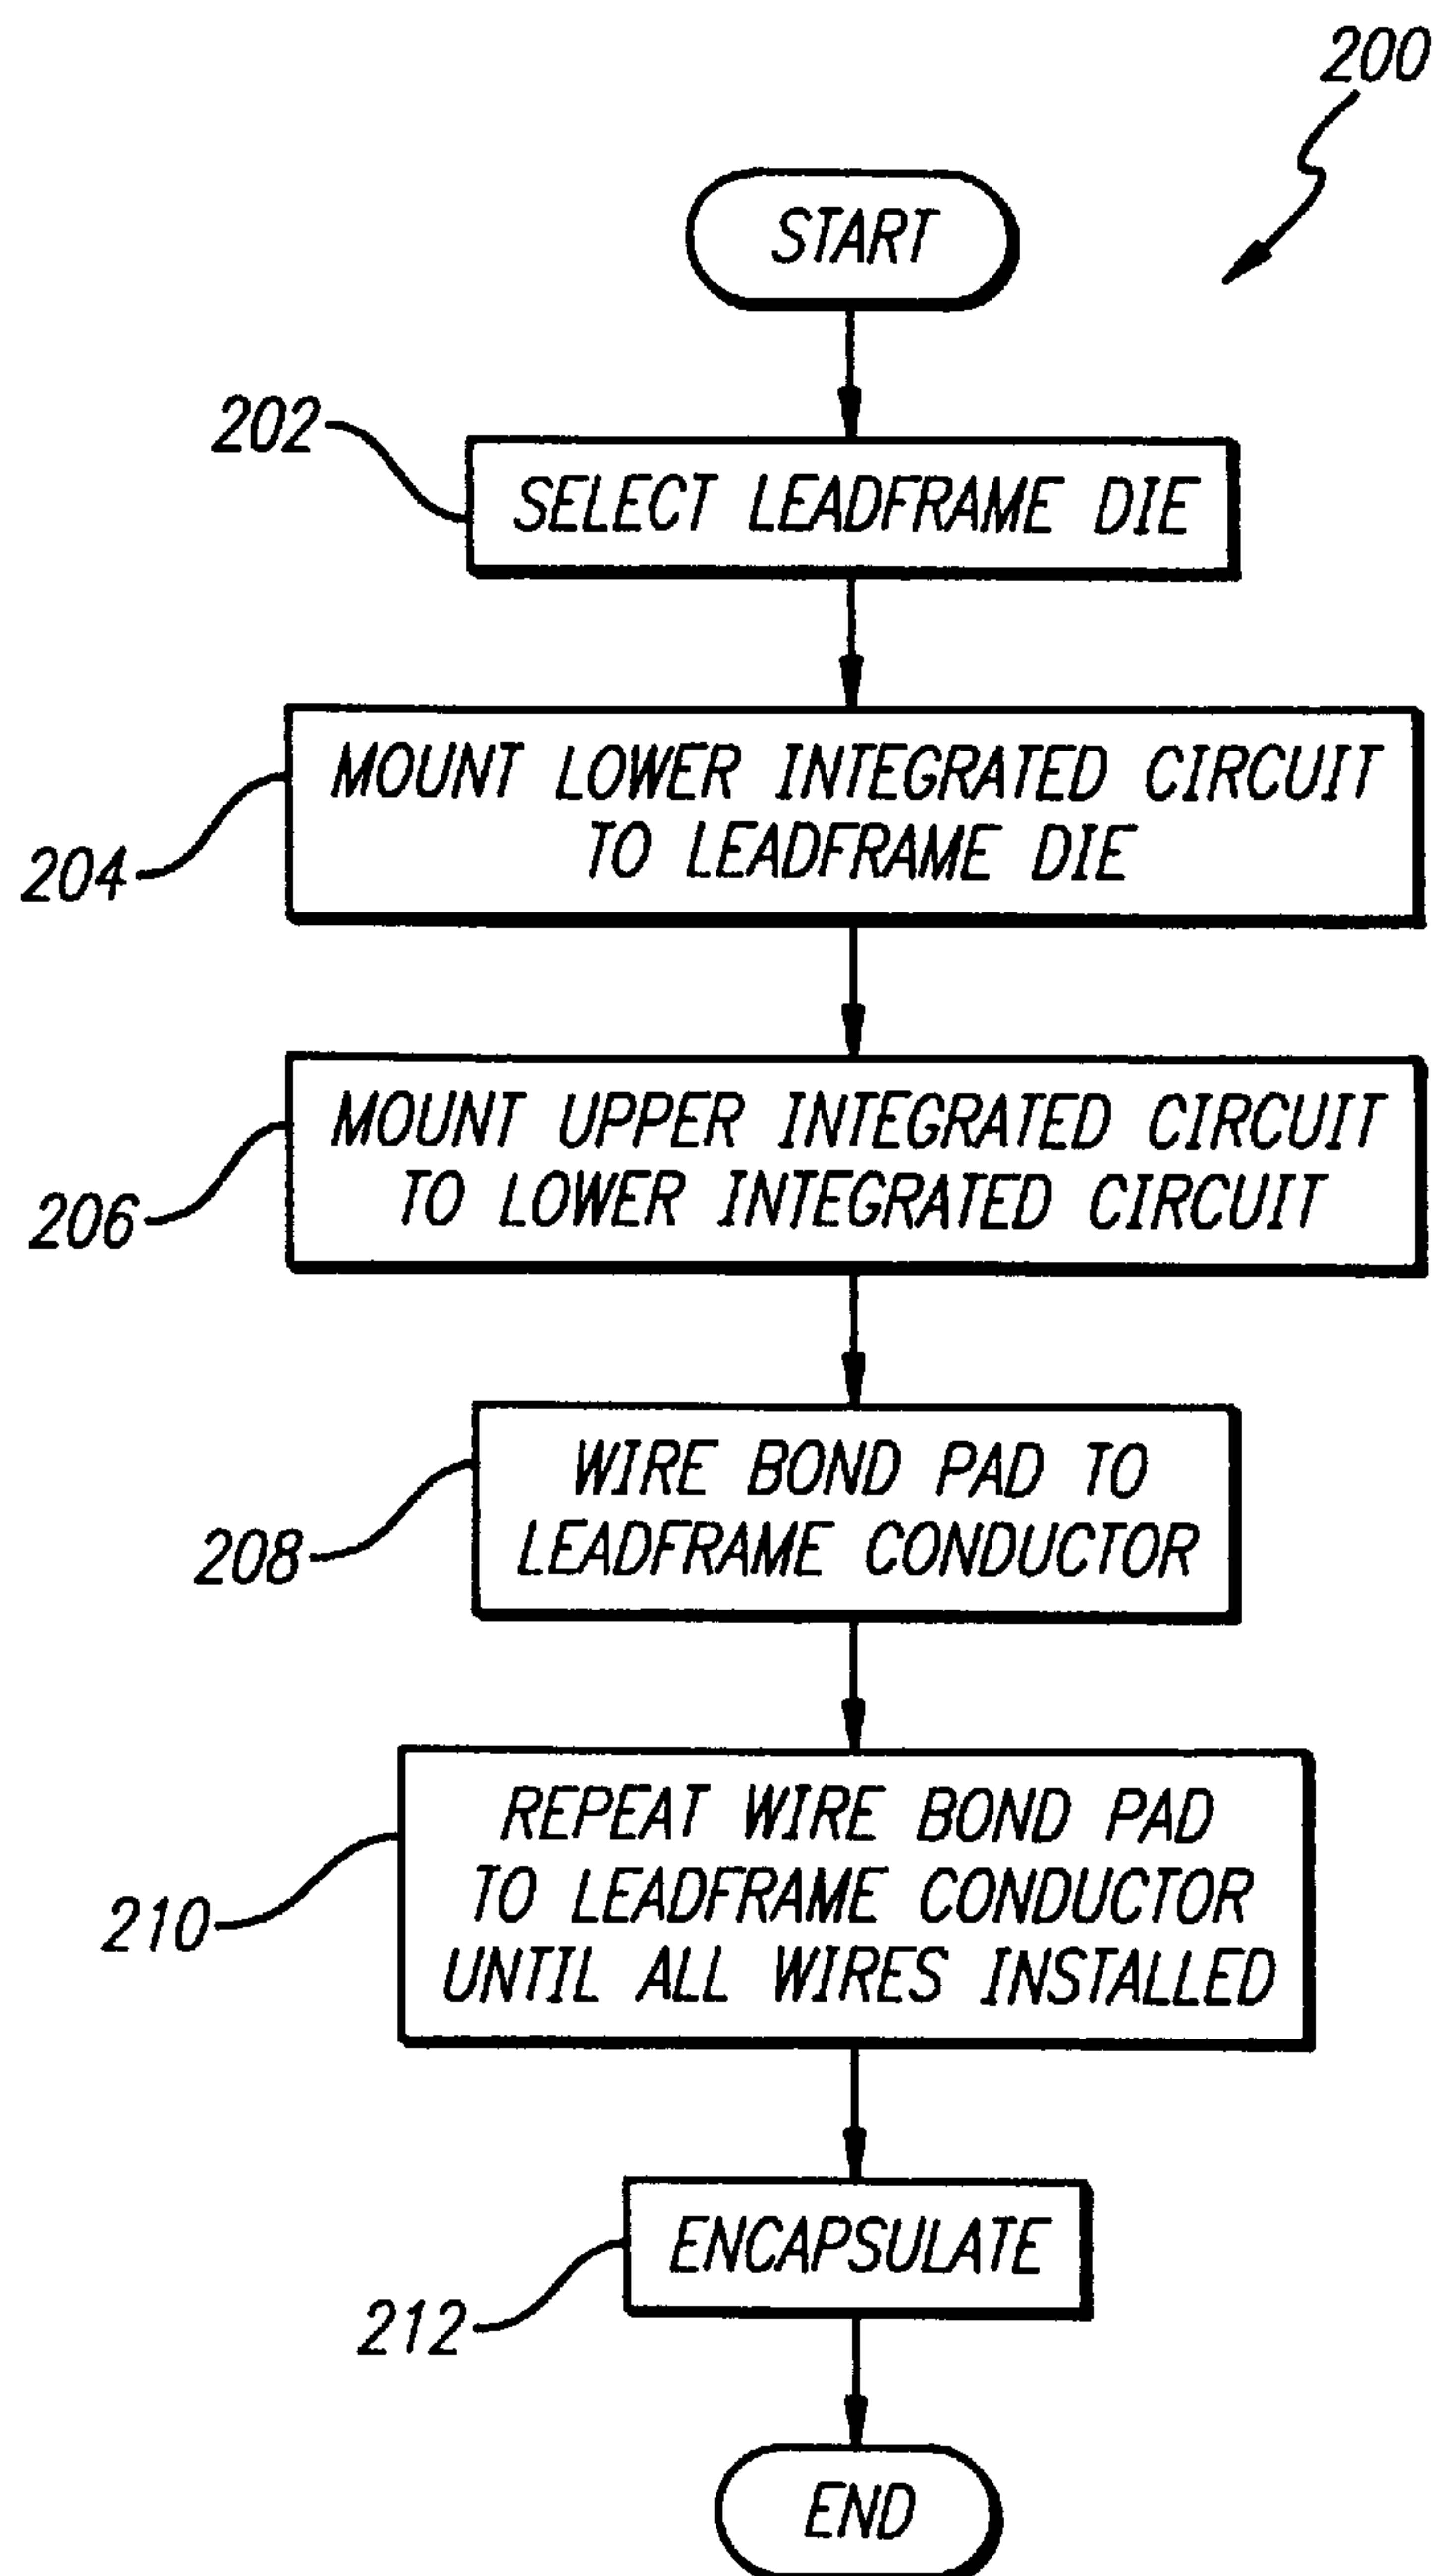 200
START
202
SELECT LEADFRAME DIE
204
MOUNT LOWER INTEGRATED CIRCUIT
TO LEADFRAME DIE
206
MOUNT UPPER INTEGRATED CIRCUIT
TO LOWER INTEGRATED CIRCUIT
208
WIRE BOND PAD TO
LEADFRAME CONDUCTOR
210
REPEAT WIRE BOND PAD
TO LEADFRAME CONDUCTOR
UNTIL ALL WIRES INSTALLED
212
ENCAPSULATE
END